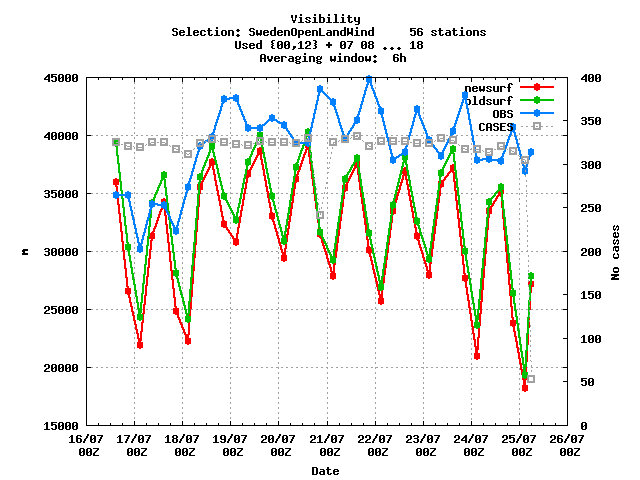 Visibility
Selection: SwedenOpenLandWind     56 stations
Used {00,12} + 07 08 ... 18
Averaging window:  6h
45000
40000
35000
30000
25000
20000
15000
m
400
350
300
250
200
150
100
50
0
No cases
newsurf
oldsurf
OBS
CASES
16/07 17/07 18/07 19/07 20/07 21/07 22/07 23/07 24/07 25/07 26/07
00Z 00Z 00Z 00Z 00Z 00Z 00Z 00Z 00Z 00Z 00Z
Date